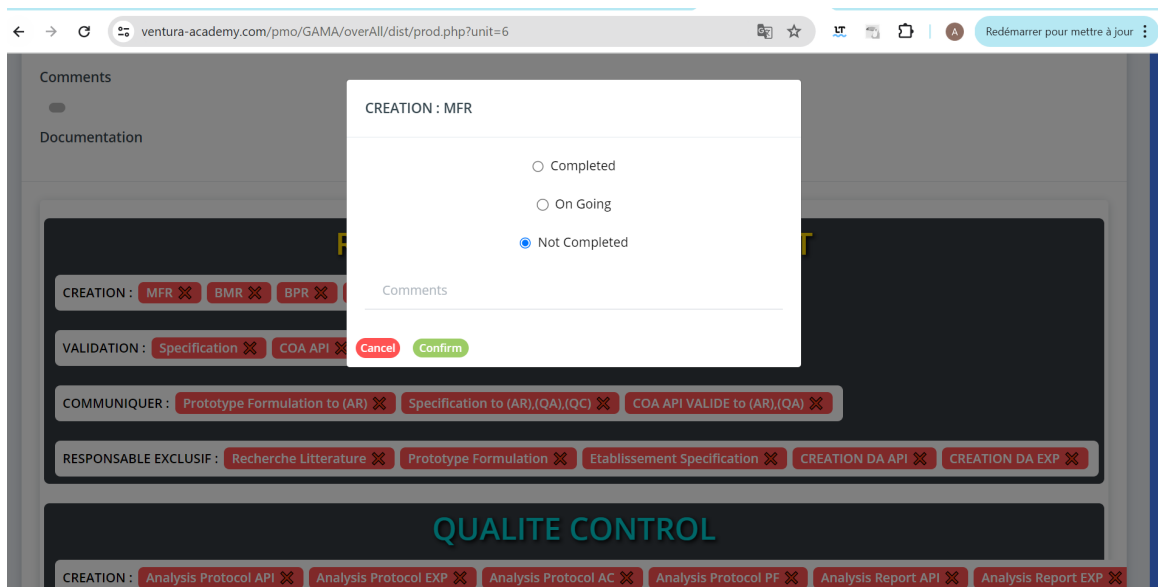 ventura-academy.com/pmo/GAMA/overAll/dist/prod.php?unit=6
LT
A
Redémarrer pour mettre à jour
Comments
Documentation
CREATION : MFR
Completed
On Going
Not Completed
Comments
Cancel Confirm
CREATION : MFR BMR BPR
VALIDATION : Specification COA API
COMMUNIQUER : Prototype Formulation to (AR) Specification to (AR),(QA),(QC) COA API VALIDE to (AR),(QA)
RESPONSABLE EXCLUSIF : Recherche Litterature Prototype Formulation Etablissement Specification CREATION DA API CREATION DA EXP
QUALITE CONTROL
CREATION : Analysis Protocol API Analysis Protocol EXP Analysis Protocol AC Analysis Protocol PF Analysis Report API Analysis Report EXP